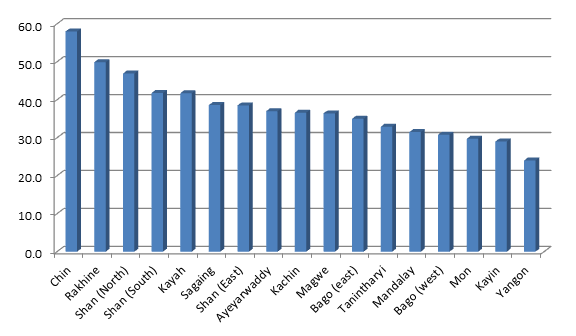 60.0
50.0
40.0
30.0
20.0
10.0
0.0
Chin
Rakhine
Shan (North)
Shan (South)
Kayah
Sagaing
Shan (East)
Ayeyarwaddy
Kachin
Magwe
Bago (east)
Tanintharyi
Mandalay
Bago (west)
Mon
Kayin
Yangon